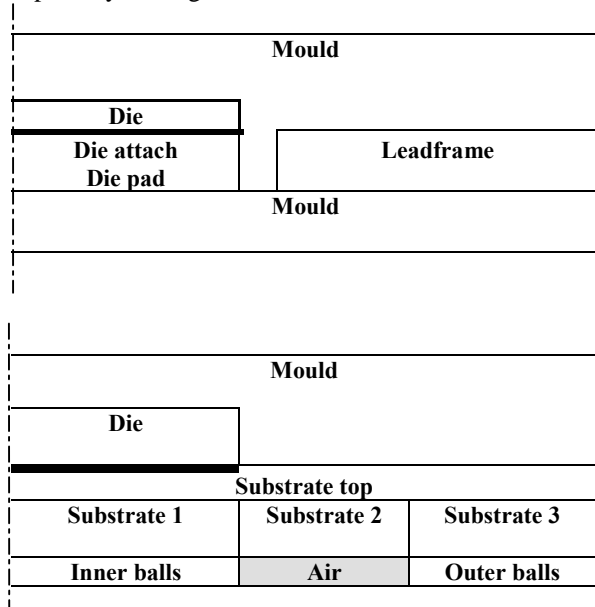 Mould
Die
Die attach
Die pad
Leadframe
Mould
Mould
Die
Substrate top
Substrate 1
Substrate 2
Substrate 3
Inner balls
Air
Outer balls